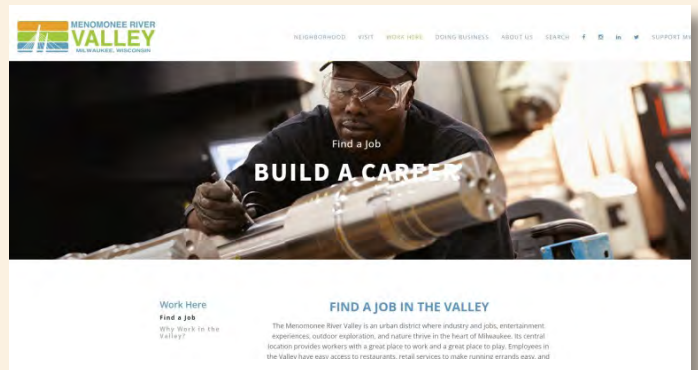 MENOMONEE RIVER
VALLEY
MILWAUKEE, WISCONSIN
NEIGHBORHOOD VISIT WORK HERE DOING BUSINESS ABOUT US SEARCH f in SUPPORT
Find a Job
BUILD A CAREER
Work Here
Find a Job
Why Work in the
Valley?
FIND A JOB IN THE VALLEY
The Menomonee River Valley is an urban district where industry and jobs, entertainment
experiences, outdoor exploration, and nature thrive in the heart of Milwaukee. Its central
location provides workers with a great place to work and a great place to play. Employees in
the Valley have easy access to restaurants, retail services to make running errands easy, and